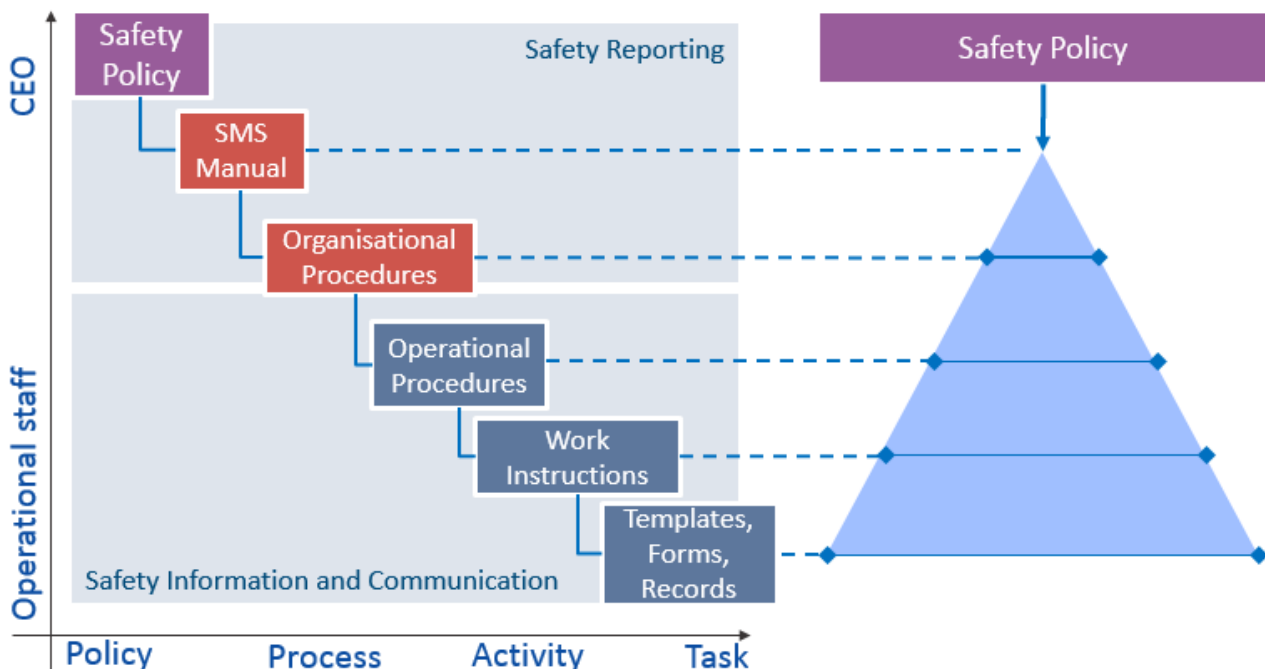 CEO
Operational staff
Safety
Policy
Safety Reporting
Safety Policy
SMS
Manual
Organisational
Procedures
Operational
Procedures
Work
Instructions
Templates,
Forms,
Records
Safety Information and Communication
Policy
Process
Activity
Task